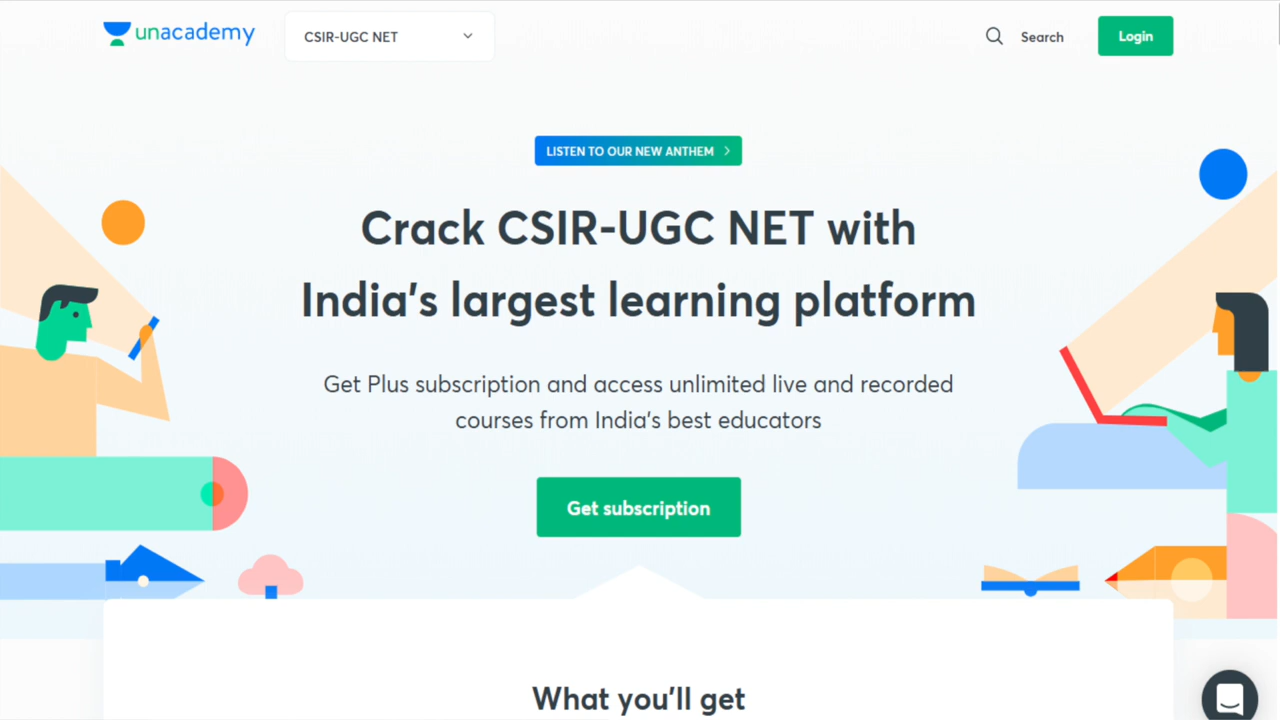 unacademy
CSIR-UGC NET
Search
Login
LISTEN TO OUR NEW ANTHEM
Crack CSIR-UGC NET with
India's largest learning platform
Get Plus subscription and access unlimited live and recorded
courses from India's best educators
Get subscription
What you'll get